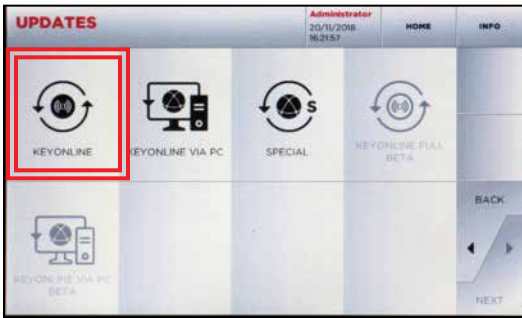 UPDATES
Administrator
20/11/2018
16:21:57
HOME
INFO
KEYONLINE
KEYONLINE VIA PC
S
SPECIAL
KEYONLINE FULL
BETA
BACK
KEYONLINE VIA PC
BETA
NEXT